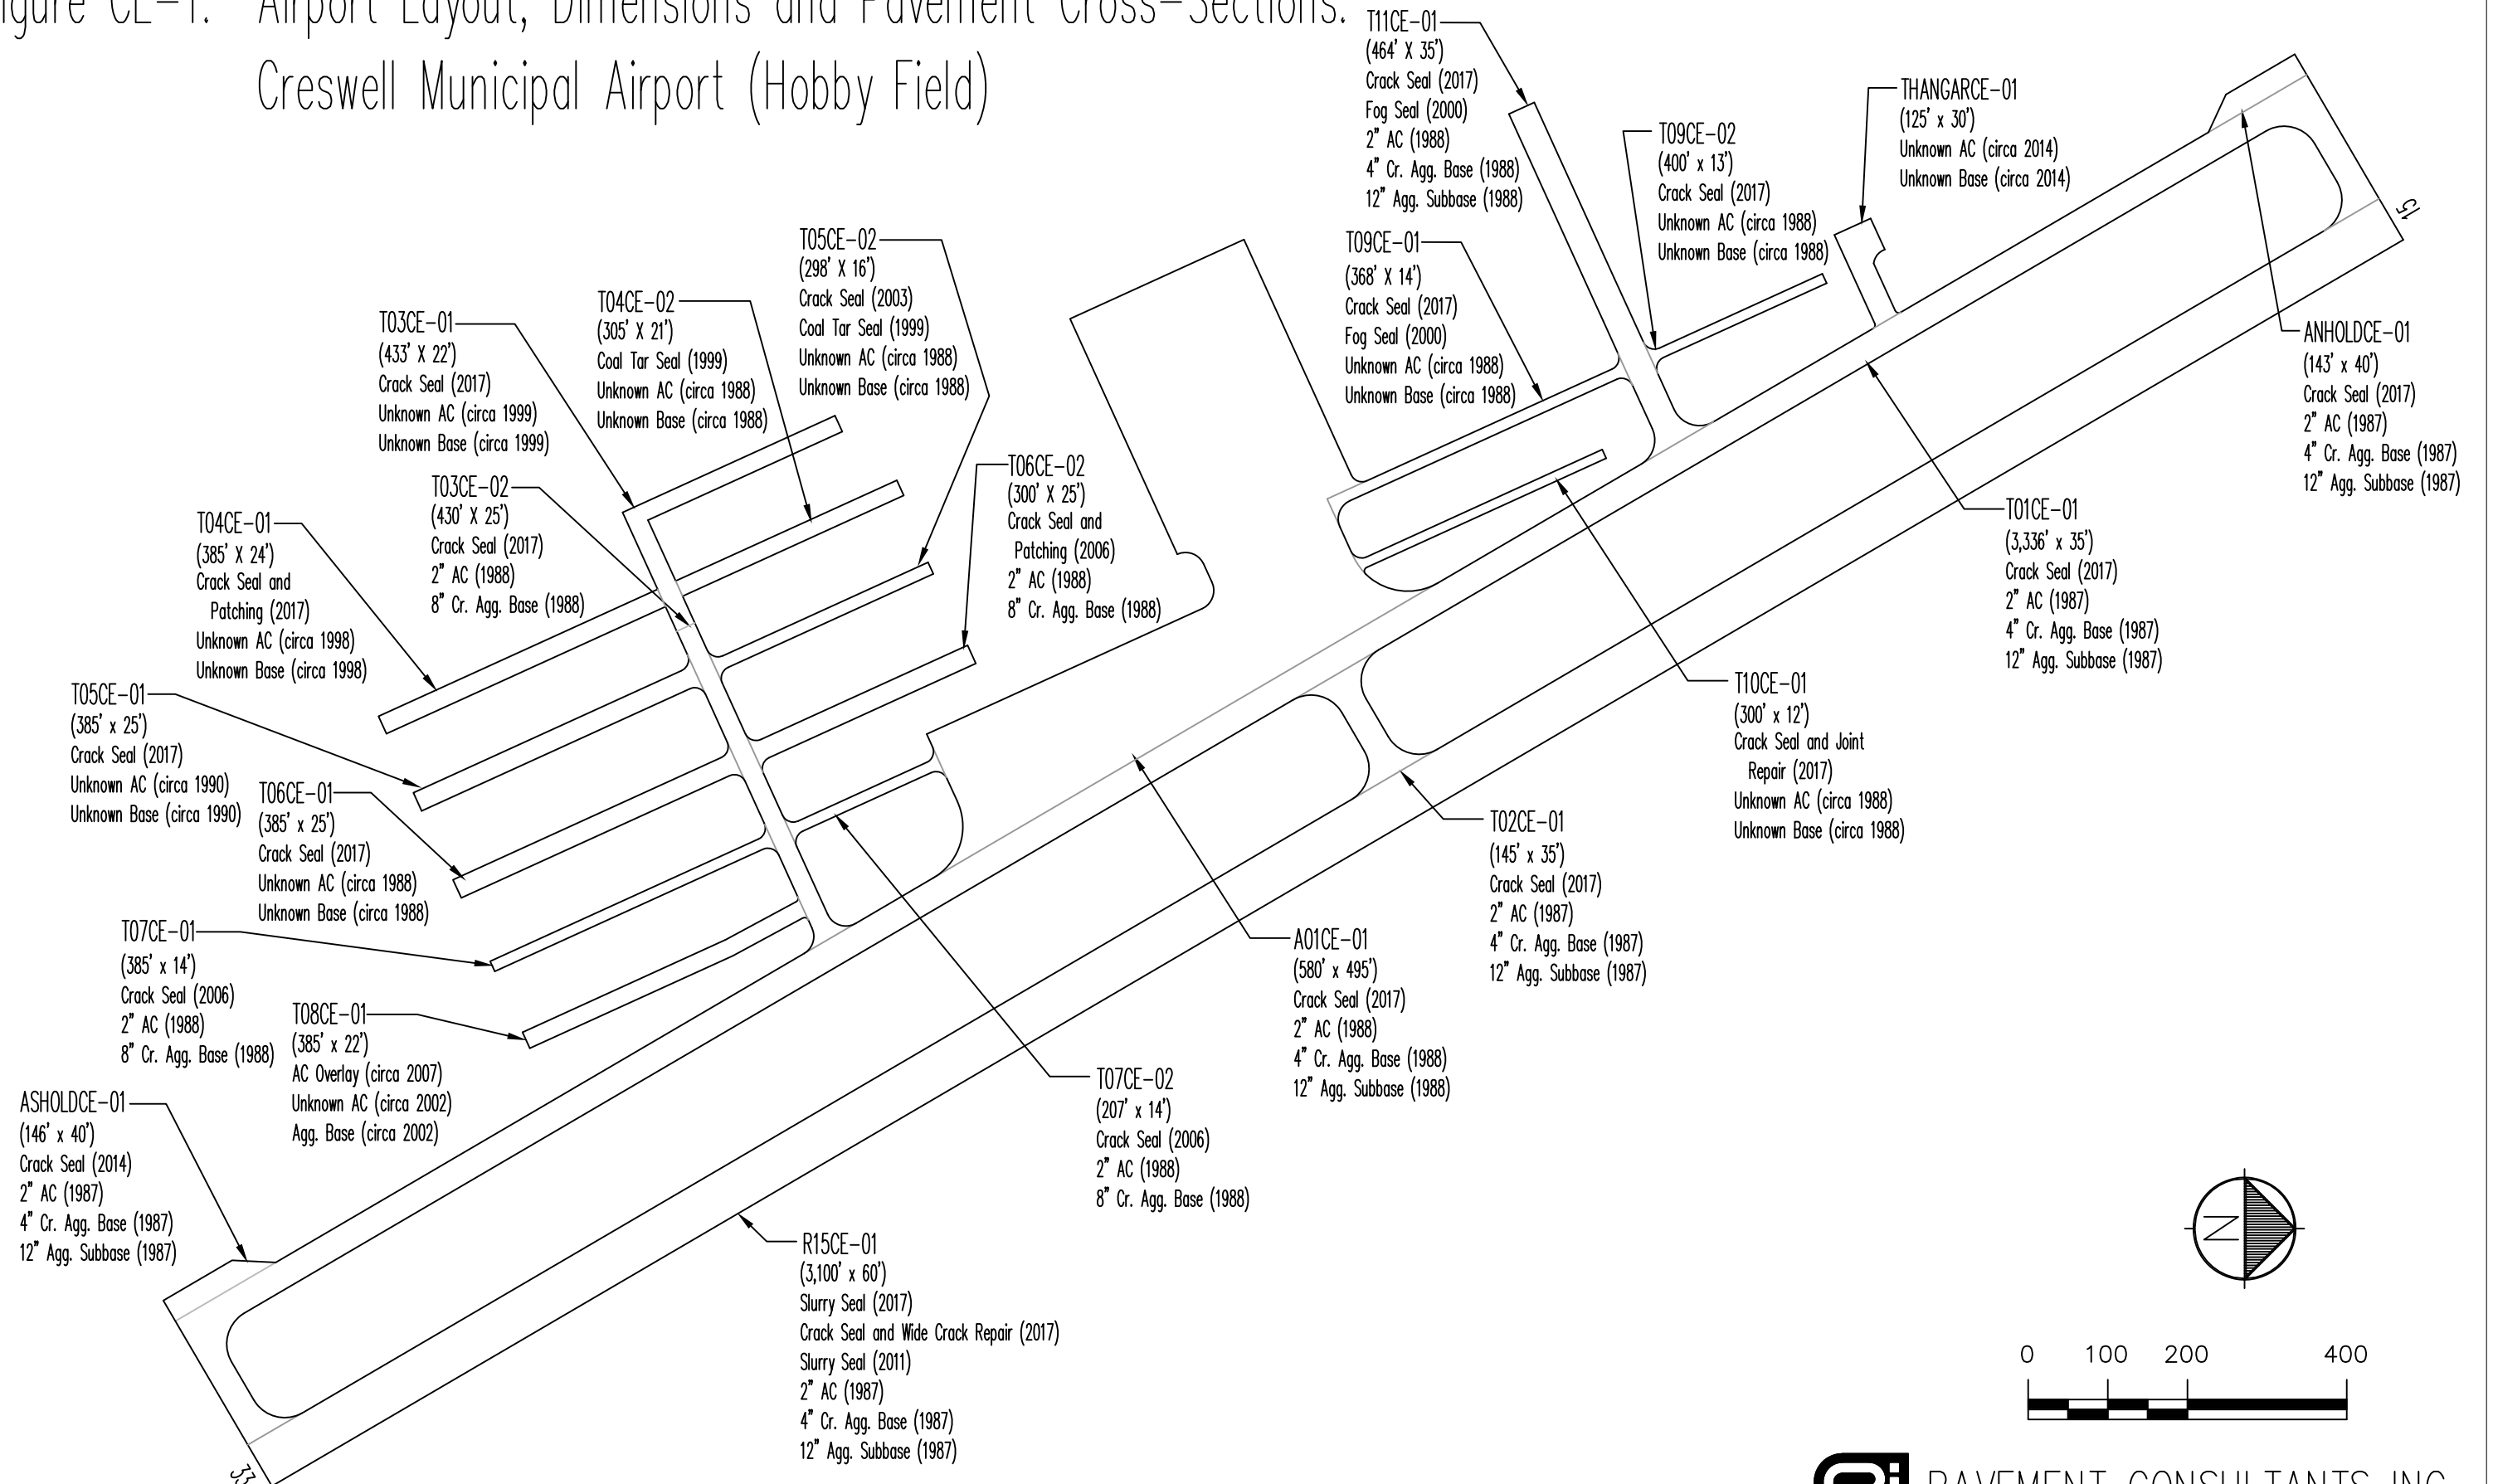 Figure CE-1. Airport Layout, Dimensions and Pavement Cross-Sections.
Creswell Municipal Airport (Hobby Field)
T11CE-01
(464' X 35')
Crack Seal (2017)
Fog Seal (2000)
2" AC (1988)
4" Cr. Agg. Base (1988)
12" Agg. Subbase (1988)
THANGARCE-01
(125' x 30')
Unknown AC (circa 2014)
Unknown Base (circa 2014)
T09CE-02
(400' x 13')
Crack Seal (2017)
Unknown AC (circa 1988)
Unknown Base (circa 1988)
15
T05CE-02
(298' X 16')
Crack Seal (2003)
Coal Tar Seal (1999)
Unknown AC (circa 1988)
Unknown Base (circa 1988)
T09CE-01
(368' X 14')
Crack Seal (2017)
Fog Seal (2000)
Unknown AC (circa 1988)
Unknown Base (circa 1988)
T04CE-02
(305' X 21')
Coal Tar Seal (1999)
Unknown AC (circa 1988)
Unknown Base (circa 1988)
T03CE-01
(433' X 22')
Crack Seal (2017)
Unknown AC (circa 1999)
Unknown Base (circa 1999)
ANHOLDCE-01
(143' x 40')
Crack Seal (2017)
2" AC (1987)
4" Cr. Agg. Base (1987)
12" Agg. Subbase (1987)
T03CE-02
(430' X 25')
Crack Seal (2017)
2" AC (1988)
8" Cr. Agg. Base (1988)
T06CE-02
(300' X 25')
Crack Seal and
Patching (2006)
2" AC (1988)
8" Cr. Agg. Base (1988)
T04CE-01
(385' X 24')
Crack Seal and
Patching (2017)
Unknown AC (circa 1998)
Unknown Base (circa 1998)
T01CE-01
(3,336' x 35')
Crack Seal (2017)
2" AC (1987)
4" Cr. Agg. Base (1987)
12" Agg. Subbase (1987)
T05CE-01
(385' x 25')
Crack Seal (2017)
Unknown AC (circa 1990)
Unknown Base (circa 1990)
T10CE-01
(300' x 12')
Crack Seal and Joint
Repair (2017)
Unknown AC (circa 1988)
Unknown Base (circa 1988)
T06CE-01
(385' x 25')
Crack Seal (2017)
Unknown AC (circa 1988)
Unknown Base (circa 1988)
T02CE-01
(145' x 35')
Crack Seal (2017)
2" AC (1987)
4" Cr. Agg. Base (1987)
12" Agg. Subbase (1987)
T07CE-01
(385' x 14')
Crack Seal (2006)
2" AC (1988)
8" Cr. Agg. Base (1988)
A01CE-01
(580' x 495')
Crack Seal (2017)
2" AC (1988)
4" Cr. Agg. Base (1988)
12" Agg. Subbase (1988)
T08CE-01
(385' x 22')
AC Overlay (circa 2007)
Unknown AC (circa 2002)
Agg. Base (circa 2002)
T07CE-02
(207' x 14')
Crack Seal (2006)
2" AC (1988)
8" Cr. Agg. Base (1988)
ASHOLDCE-01
(146' x 40')
Crack Seal (2014)
2" AC (1987)
4" Cr. Agg. Base (1987)
12" Agg. Subbase (1987)
R15CE-01
(3,100' x 60')
Slurry Seal (2017)
Crack Seal and Wide Crack Repair (2017)
Slurry Seal (2011)
2" AC (1987)
4" Cr. Agg. Base (1987)
12" Agg. Subbase (1987)
N
0 100 200 400
33
PAVEMENT CONSULTANTS INC